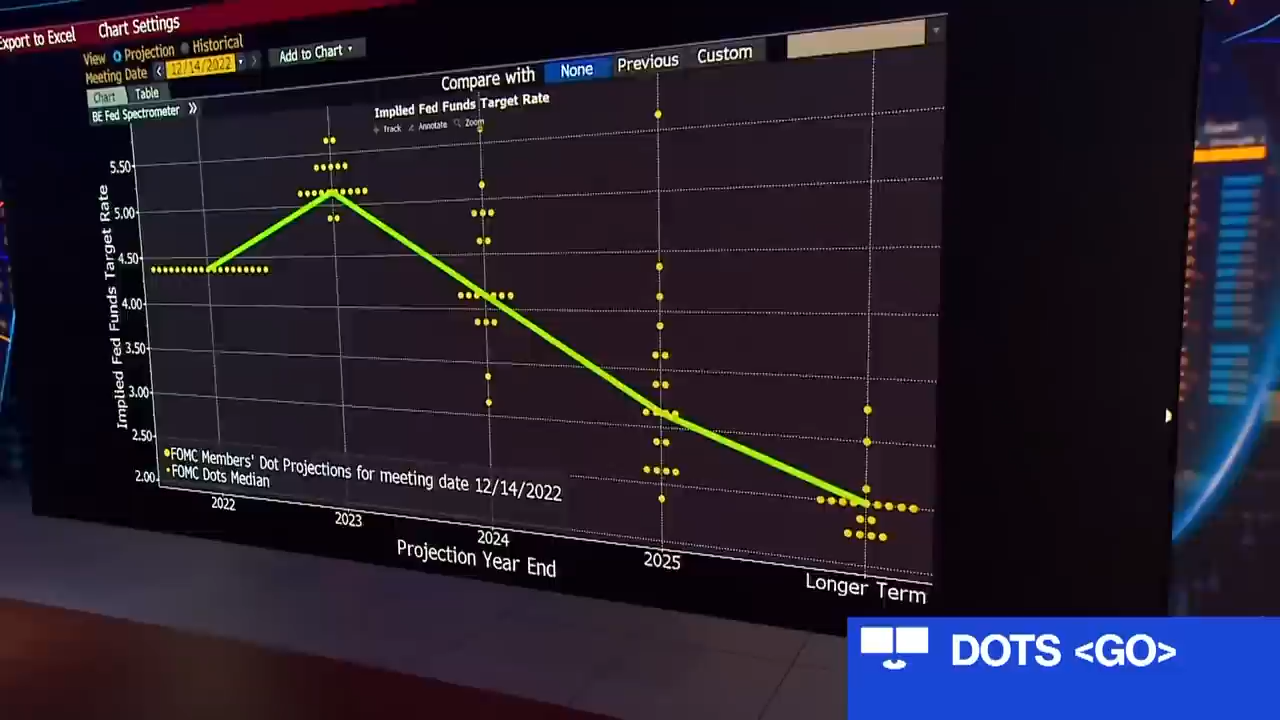 Export to Excel Chart Settings
View Projection Historical
Meeting Date 12/14/2022 Add to Chart
Compare with None Previous Custom
Chart Table
BE Fed Spectrometer
Implied Fed Funds Target Rate
Track Annotate Zoom
Implied Fed Funds Target Rate
5.50
5.00
4.50
4.00
3.50
3.00
2.50
2.00
FOMC Members' Dot Projections for meeting date 12/14/2022
FOMC Dots Median
2022 2023 2024 2025 Longer Term
Projection Year End
DOTS <GO>